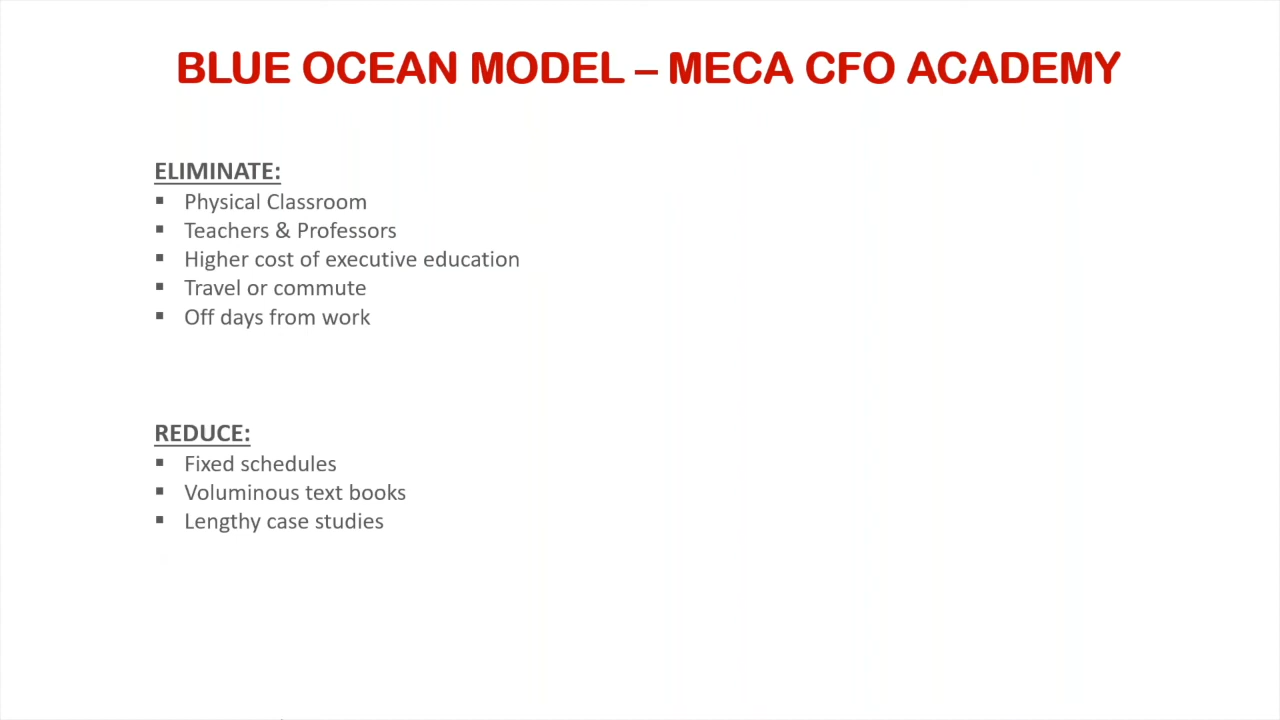 BLUE OCEAN MODEL – MECA CFO ACADEMY
ELIMINATE:
▪ Physical Classroom
▪ Teachers & Professors
▪ Higher cost of executive education
▪ Travel or commute
▪ Off days from work
REDUCE:
▪ Fixed schedules
▪ Voluminous text books
▪ Lengthy case studies